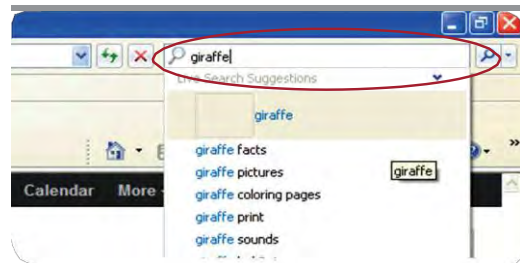 giraffe
Live Search Suggestions
giraffe
giraffe facts
giraffe pictures
giraffe
giraffe coloring pages
Calendar More
giraffe print
giraffe sounds